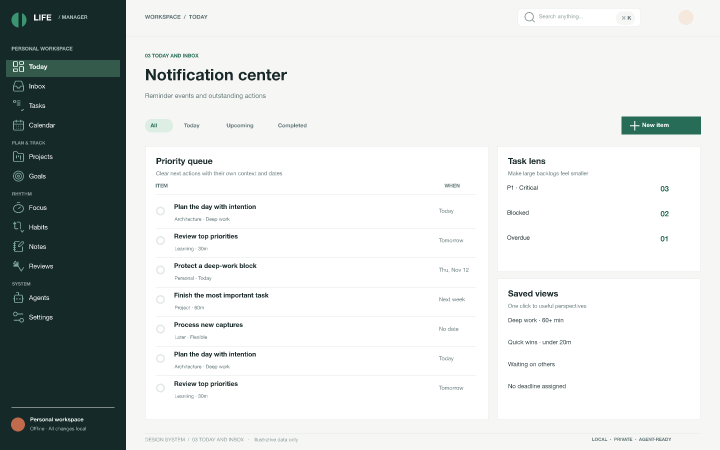 LIFE / MANAGER
PERSONAL WORKSPACE
Today
Inbox
Tasks
Calendar
PLAN & TRACK
Projects
Goals
RHYTHM
Focus
Habits
Notes
Reviews
SYSTEM
Agents
Settings
Personal workspace
Offline · All changes local
WORKSPACE / TODAY
Search anything...
⌘ K
03 TODAY AND INBOX
Notification center
Reminder events and outstanding actions
All
Today
Upcoming
Completed
New item
Priority queue
Clear next actions with their own context and dates
ITEM WHEN
Plan the day with intention
Architecture · Deep work
Today
Review top priorities
Learning · 30m
Tomorrow
Protect a deep-work block
Personal · Today
Thu, Nov 12
Finish the most important task
Project · 60m
Next week
Process new captures
Later · Flexible
No date
Plan the day with intention
Architecture · Deep work
Today
Review top priorities
Learning · 30m
Tomorrow
Task lens
Make large backlogs feel smaller
P1 · Critical 03
Blocked 02
Overdue 01
Saved views
One click to useful perspectives
Deep work · 60+ min
Quick wins · under 20m
Waiting on others
No deadline assigned
DESIGN SYSTEM / 03 TODAY AND INBOX · Illustrative data only
LOCAL · PRIVATE · AGENT-READY